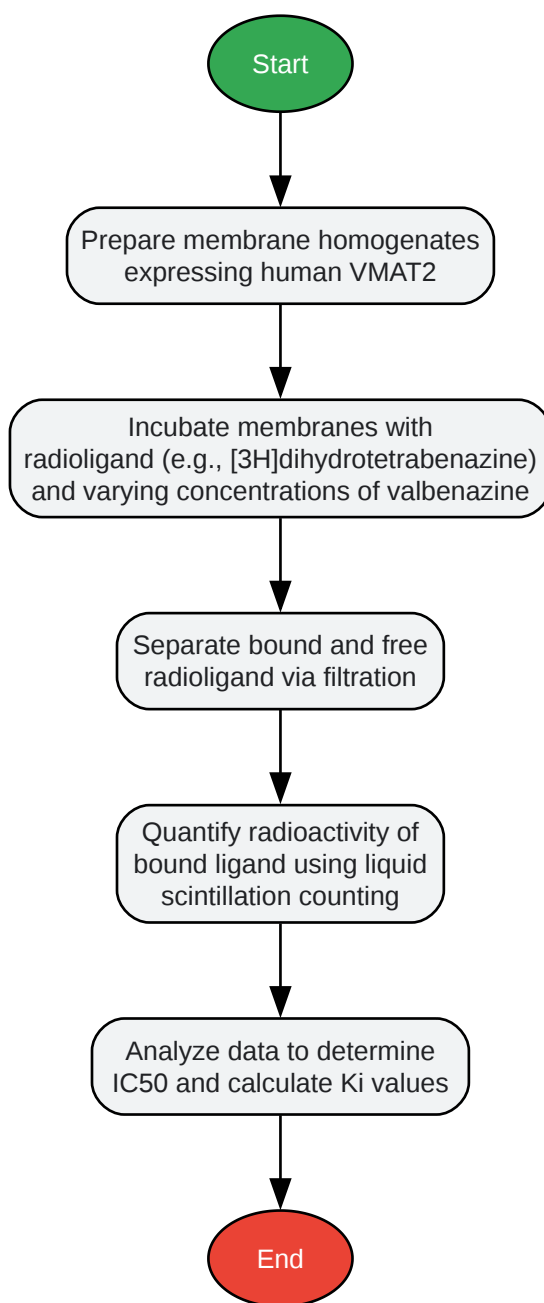 Start
Prepare membrane homogenates
expressing human VMAT2
Incubate membranes with
radioligand (e.g., [3H]dihydrotetrabenazine)
and varying concentrations of valbenazine
Separate bound and free
radioligand via filtration
Quantify radioactivity of
bound ligand using liquid
scintillation counting
Analyze data to determine
IC50 and calculate Ki values
End